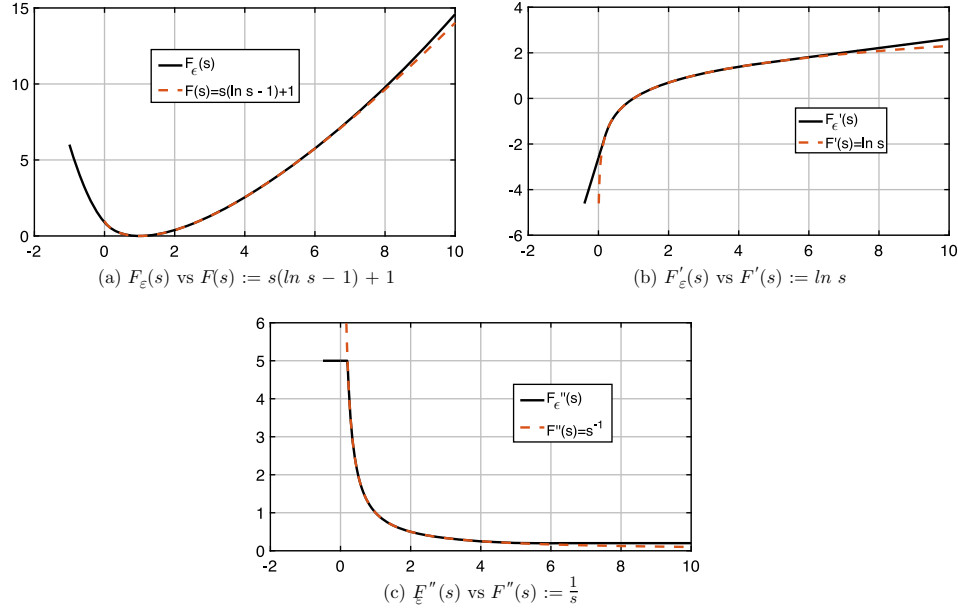 15
10
5
0
-2 0 2 4 6 8 10
F_ϵ(s)
F(s)=s(ln s - 1)+1
(a) F_ε(s) vs F(s) := s(ln s − 1) + 1
4
2
0
-2
-4
-6
-2 0 2 4 6 8 10
F_ϵ'(s)
F'(s)=ln s
(b) F′_ε(s) vs F′(s) := ln s
6
5
4
3
2
1
0
-2 0 2 4 6 8 10
F_ϵ''(s)
F''(s)=s^-1
(c) F″_ε(s) vs F″(s) := 1/s